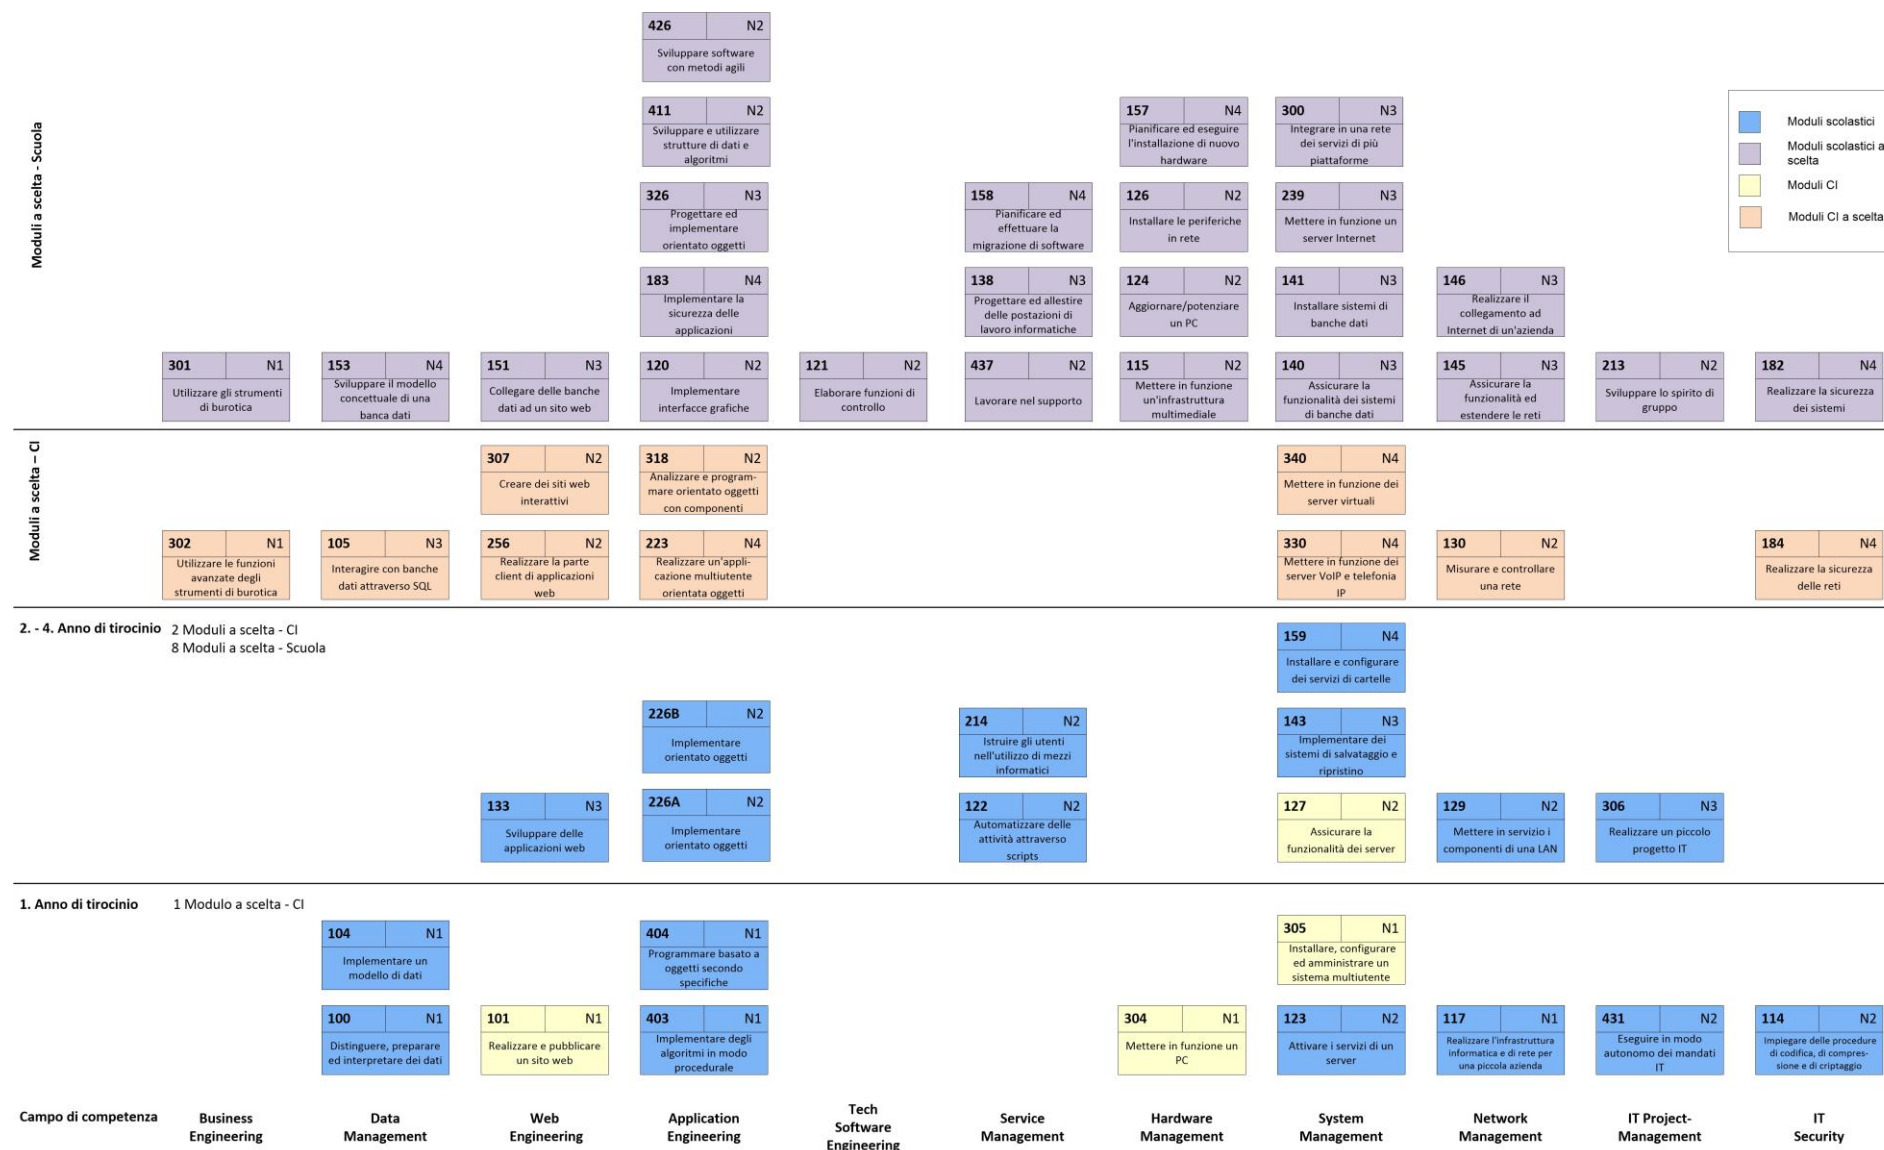 426 N2
Sviluppare software
con metodi agili
411 N2
Sviluppare e utilizzare
strutture di dati e
algoritmi
157 N4
Pianificare ed eseguire
l'installazione di nuovo
hardware
300 N3
Integrare in una rete
dei servizi di più
piattaforme
Moduli scolastici
Moduli scolastici a
scelta
Moduli CI
Moduli CI a scelta
Moduli a scelta - Scuola
326 N3
Progettare ed
implementare
orientato oggetti
158 N4
Pianificare ed
effettuare la
migrazione di software
126 N2
Installare le periferiche
in rete
239 N3
Mettere in funzione un
server Internet
183 N4
Implementare la
sicurezza delle
applicazioni
138 N3
Progettare ed allestire
delle postazioni di
lavoro informatiche
124 N2
Aggiornare/potenziare
un PC
141 N3
Installare sistemi di
banche dati
146 N3
Realizzare il
collegamento ad
Internet di un'azienda
301 N1
Utilizzare gli strumenti
di burotica
153 N4
Sviluppare il modello
concettuale di una
banca dati
151 N3
Collegare delle banche
dati ad un sito web
120 N2
Implementare
interfacce grafiche
121 N2
Elaborare funzioni di
controllo
437 N2
Lavorare nel supporto
115 N2
Mettere in funzione
un'infrastruttura
multimediale
140 N3
Assicurare la
funzionalità dei sistemi
di banche dati
145 N3
Assicurare la
funzionalità ed
estendere le reti
213 N2
Sviluppare lo spirito di
gruppo
182 N4
Realizzare la sicurezza
dei sistemi
Moduli a scelta – CI
307 N2
Creare dei siti web
interattivi
318 N2
Analizzare e program-
mare orientato oggetti
con componenti
340 N4
Mettere in funzione dei
server virtuali
302 N1
Utilizzare le funzioni
avanzate degli
strumenti di burotica
105 N3
Interagire con banche
dati attraverso SQL
256 N2
Realizzare la parte
client di applicazioni
web
223 N4
Realizzare un'appli-
cazione multiutente
orientata oggetti
330 N4
Mettere in funzione dei
server VoIP e telefonia
IP
130 N2
Misurare e controllare
una rete
184 N4
Realizzare la sicurezza
delle reti
2. - 4. Anno di tirocinio 2 Moduli a scelta - CI
8 Moduli a scelta - Scuola
159 N4
Installare e configurare
dei servizi di cartelle
226B N2
Implementare
orientato oggetti
214 N2
Istruire gli utenti
nell'utilizzo di mezzi
informatici
143 N3
Implementare dei
sistemi di salvataggio e
ripristino
133 N3
Sviluppare delle
applicazioni web
226A N2
Implementare
orientato oggetti
122 N2
Automatizzare delle
attività attraverso
scripts
127 N2
Assicurare la
funzionalità dei server
129 N2
Mettere in servizio i
componenti di una LAN
306 N3
Realizzare un piccolo
progetto IT
1. Anno di tirocinio 1 Modulo a scelta - CI
104 N1
Implementare un
modello di dati
404 N1
Programmare basato a
oggetti secondo
specifiche
305 N1
Installare, configurare
ed amministrare un
sistema multiutente
100 N1
Distinguere, preparare
ed interpretare dei dati
101 N1
Realizzare e pubblicare
un sito web
403 N1
Implementare degli
algoritmi in modo
procedurale
304 N1
Mettere in funzione un
PC
123 N2
Attivare i servizi di un
server
117 N1
Realizzare l'infrastruttura
informatica e di rete per
una piccola azienda
431 N2
Eseguire in modo
autonomo dei mandati
IT
114 N2
Impiegare delle procedure
di codifica, di compres-
sione e di criptaggio
Campo di competenza
Business
Engineering
Data
Management
Web
Engineering
Application
Engineering
Tech
Software
Engineering
Service
Management
Hardware
Management
System
Management
Network
Management
IT Project-
Management
IT
Security